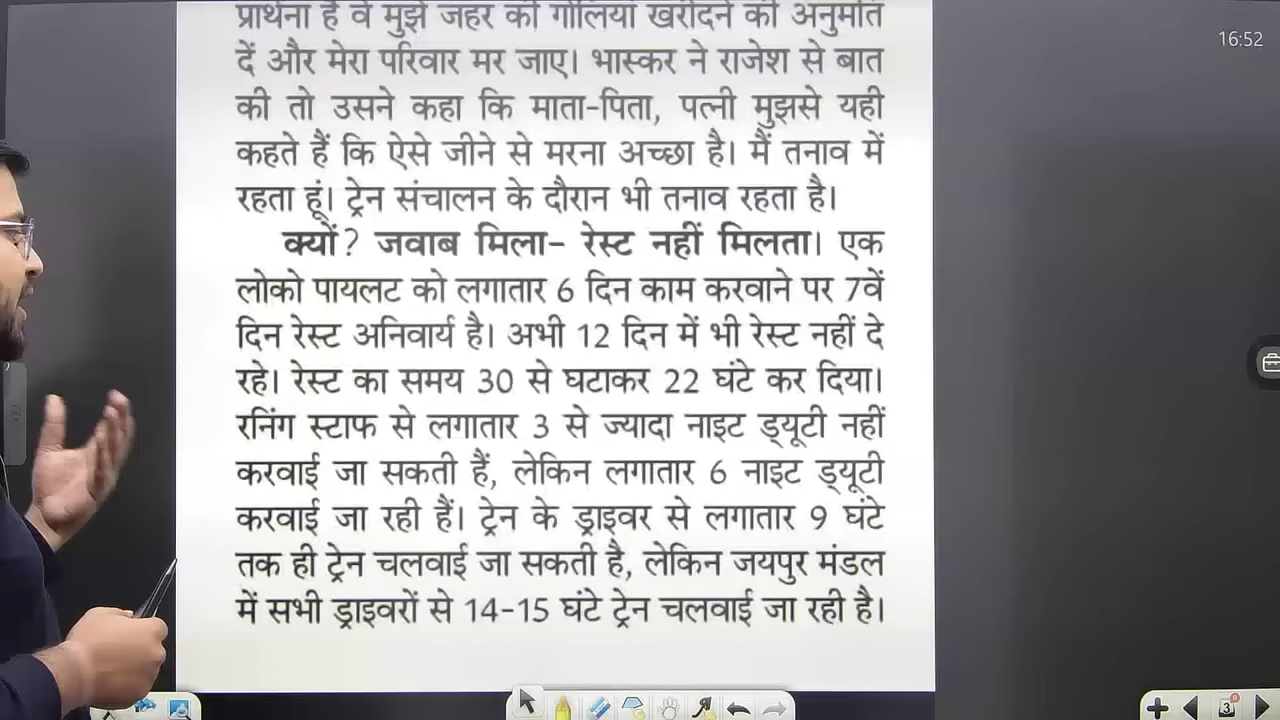 प्रार्थना है वे मुझे जहर की गोलियां खरीदने की अनुमति
दें और मेरा परिवार मर जाए। भास्कर ने राजेश से बात
की तो उसने कहा कि माता-पिता, पत्नी मुझसे यही
कहते हैं कि ऐसे जीने से मरना अच्छा है। मैं तनाव में
रहता हूं। ट्रेन संचालन के दौरान भी तनाव रहता है।
क्यों? जवाब मिला- रेस्ट नहीं मिलता। एक
लोको पायलट को लगातार 6 दिन काम करवाने पर 7वें
दिन रेस्ट अनिवार्य है। अभी 12 दिन में भी रेस्ट नहीं दे
रहे। रेस्ट का समय 30 से घटाकर 22 घंटे कर दिया।
रनिंग स्टाफ से लगातार 3 से ज्यादा नाइट ड्यूटी नहीं
करवाई जा सकती हैं, लेकिन लगातार 6 नाइट ड्यूटी
करवाई जा रही हैं। ट्रेन के ड्राइवर से लगातार 9 घंटे
तक ही ट्रेन चलवाई जा सकती है, लेकिन जयपुर मंडल
में सभी ड्राइवरों से 14-15 घंटे ट्रेन चलवाई जा रही है।
16:52
3